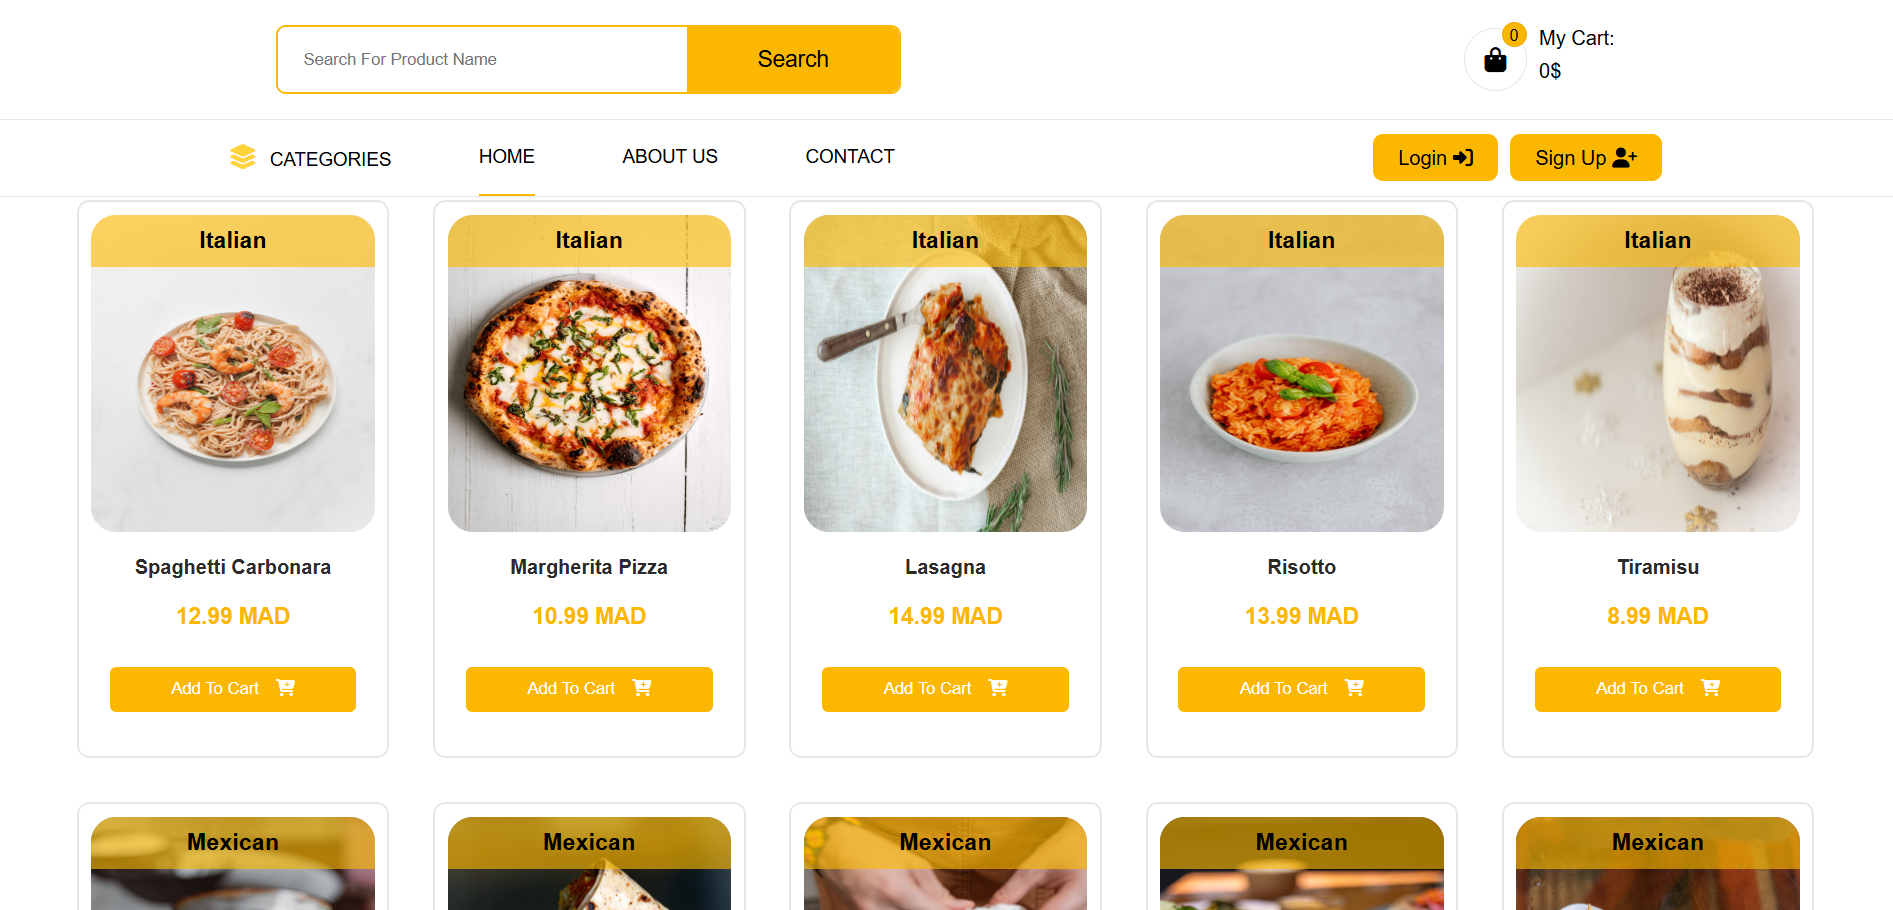 Search For Product Name
Search
0
My Cart:
0$
CATEGORIES
HOME
ABOUT US
CONTACT
Login
Sign Up
Italian
Italian
Italian
Italian
Italian
Spaghetti Carbonara
Margherita Pizza
Lasagna
Risotto
Tiramisu
12.99 MAD
10.99 MAD
14.99 MAD
13.99 MAD
8.99 MAD
Add To Cart
Add To Cart
Add To Cart
Add To Cart
Add To Cart
Mexican
Mexican
Mexican
Mexican
Mexican